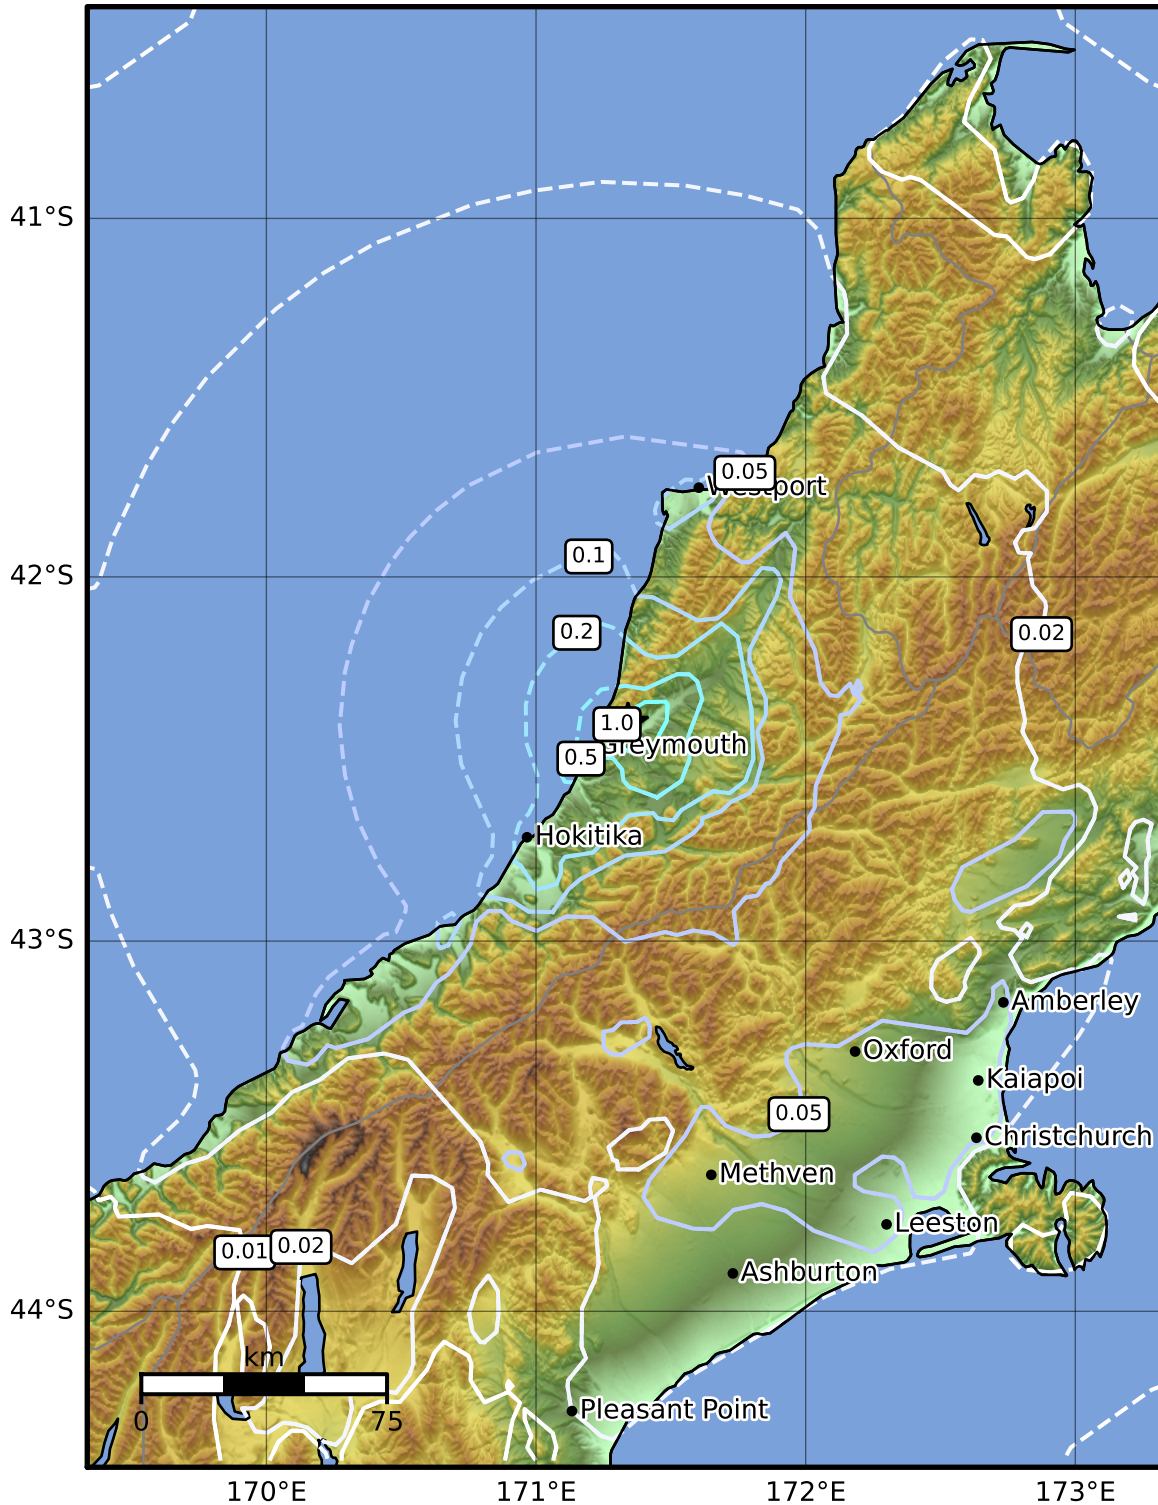 41°S
0.05
Westport
0.1
42°S
0.2
0.02
1.0
Greymouth
0.5
Hokitika
43°S
Amberley
Oxford
Kaiapoi
0.05
Christchurch
Methven
Leeston
0.01
0.02
Ashburton
44°S
km
0
75
Pleasant Point
170°E
171°E
172°E
173°E